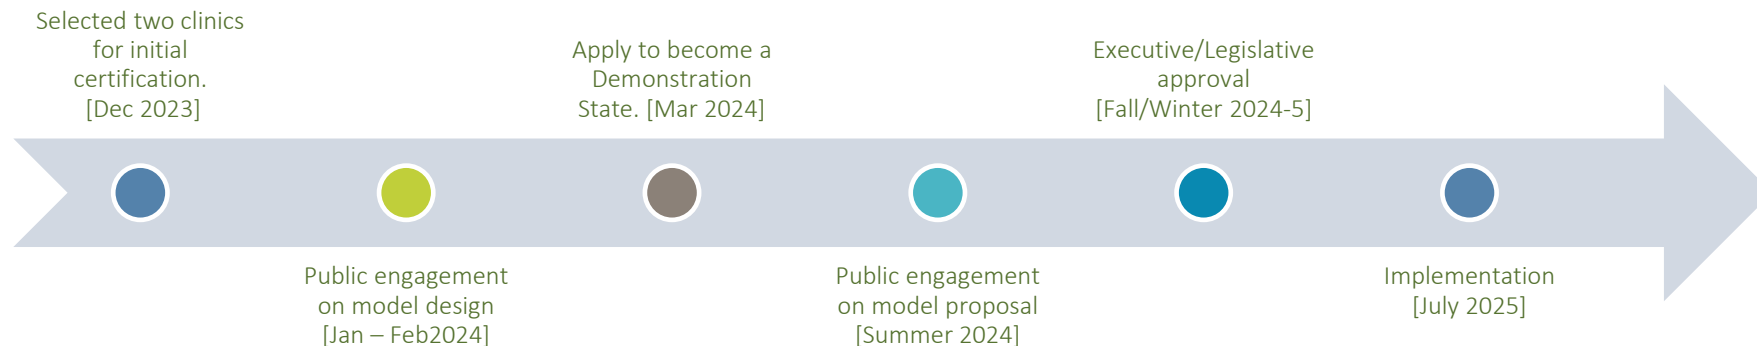 Selected two clinics
for initial
certification.
[Dec 2023]
Public engagement
on model design
[Jan – Feb2024]
Apply to become a
Demonstration
State. [Mar 2024]
Public engagement
on model proposal
[Summer 2024]
Executive/Legislative
approval
[Fall/Winter 2024-5]
Implementation
[July 2025]